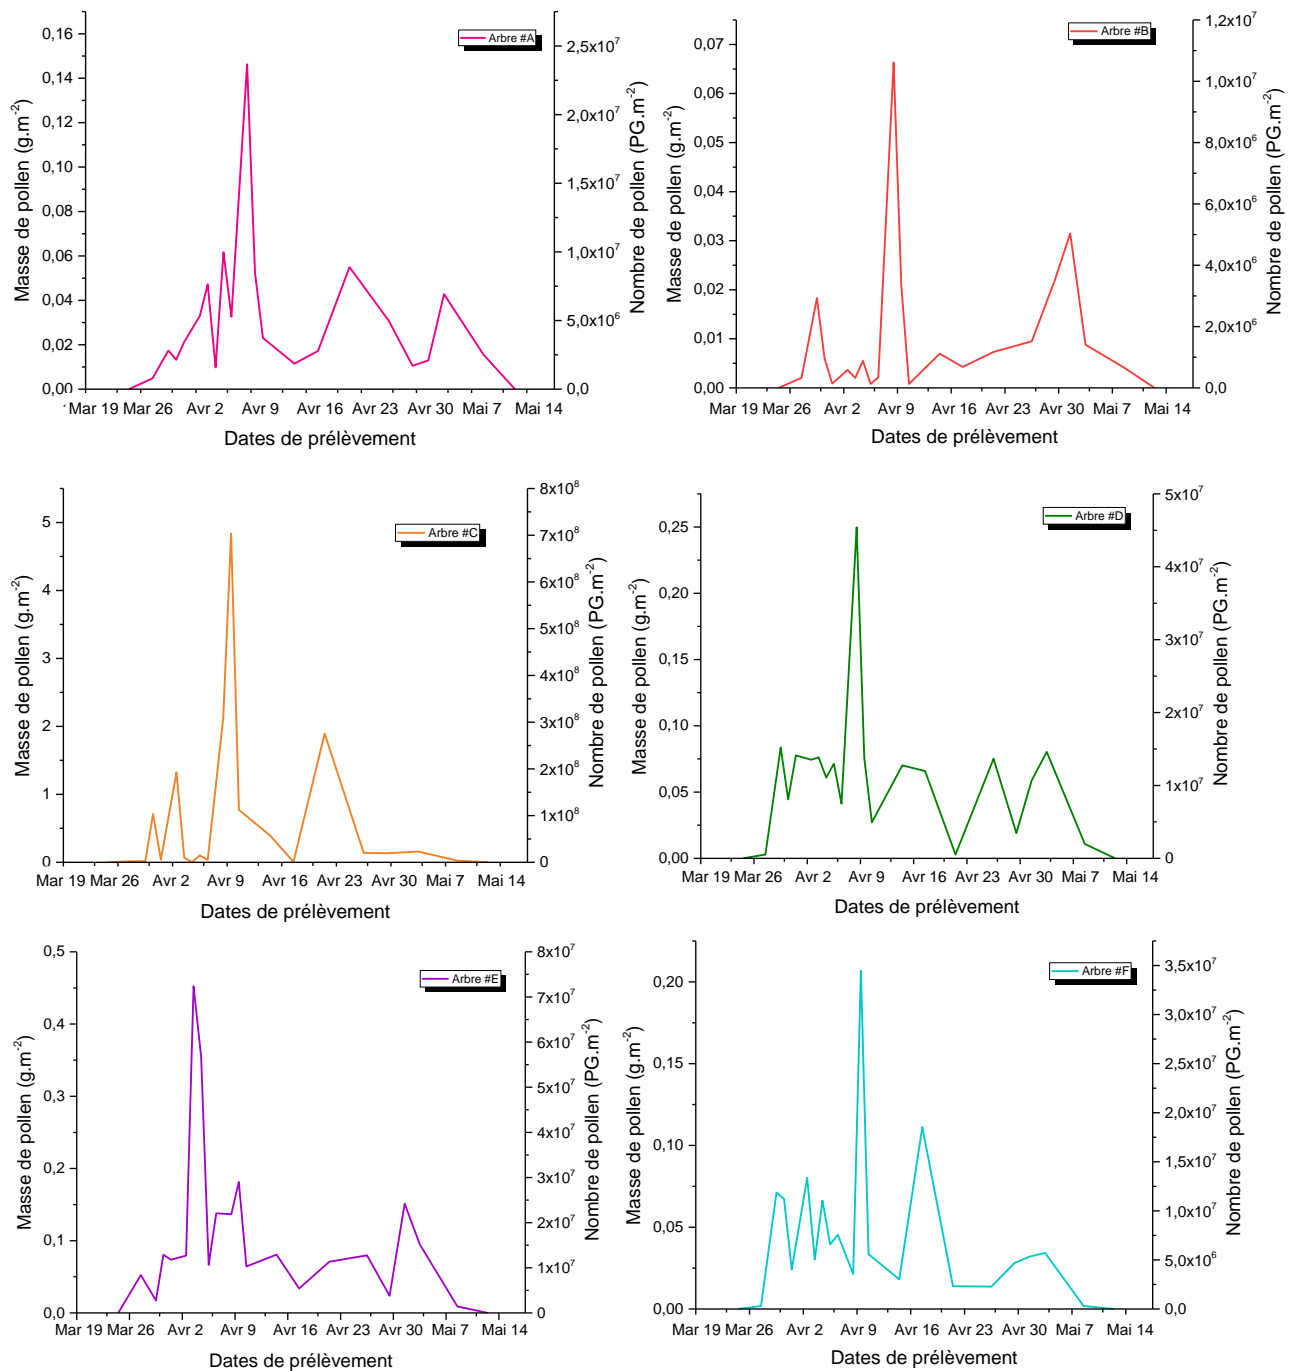 Arbre #A
0,16
0,14
0,12
0,10
0,08
0,06
0,04
0,02
0,00
Masse de pollen (g.m⁻²)
2,5x10⁷
2,0x10⁷
1,5x10⁷
1,0x10⁷
5,0x10⁶
0,0
Nombre de pollen (PG.m⁻²)
Mar 19 Mar 26 Avr 2 Avr 9 Avr 16 Avr 23 Avr 30 Mai 7 Mai 14
Dates de prélèvement
Arbre #B
0,07
0,06
0,05
0,04
0,03
0,02
0,01
0,00
Masse de pollen (g.m⁻²)
1,2x10⁷
1,0x10⁷
8,0x10⁶
6,0x10⁶
4,0x10⁶
2,0x10⁶
0,0
Nombre de pollen (PG.m⁻²)
Mar 19 Mar 26 Avr 2 Avr 9 Avr 16 Avr 23 Avr 30 Mai 7 Mai 14
Dates de prélèvement
Arbre #C
5
4
3
2
1
0
Masse de pollen (g.m⁻²)
8x10⁸
7x10⁸
6x10⁸
5x10⁸
4x10⁸
3x10⁸
2x10⁸
1x10⁸
0
Nombre de pollen (PG.m⁻²)
Mar 19 Mar 26 Avr 2 Avr 9 Avr 16 Avr 23 Avr 30 Mai 7 Mai 14
Dates de prélèvement
Arbre #D
0,25
0,20
0,15
0,10
0,05
0,00
Masse de pollen (g.m⁻²)
5x10⁷
4x10⁷
3x10⁷
2x10⁷
1x10⁷
0
Nombre de pollen (PG.m⁻²)
Mar 19 Mar 26 Avr 2 Avr 9 Avr 16 Avr 23 Avr 30 Mai 7 Mai 14
Dates de prélèvement
Arbre #E
0,5
0,4
0,3
0,2
0,1
0,0
Masse de pollen (g.m⁻²)
8x10⁷
7x10⁷
6x10⁷
5x10⁷
4x10⁷
3x10⁷
2x10⁷
1x10⁷
0
Nombre de pollen (PG.m⁻²)
Mar 19 Mar 26 Avr 2 Avr 9 Avr 16 Avr 23 Avr 30 Mai 7 Mai 14
Dates de prélèvement
Arbre #F
0,20
0,15
0,10
0,05
0,00
Masse de pollen (g.m⁻²)
3,5x10⁷
3,0x10⁷
2,5x10⁷
2,0x10⁷
1,5x10⁷
1,0x10⁷
5,0x10⁶
0,0
Nombre de pollen (PG.m⁻²)
Mar 19 Mar 26 Avr 2 Avr 9 Avr 16 Avr 23 Avr 30 Mai 7 Mai 14
Dates de prélèvement